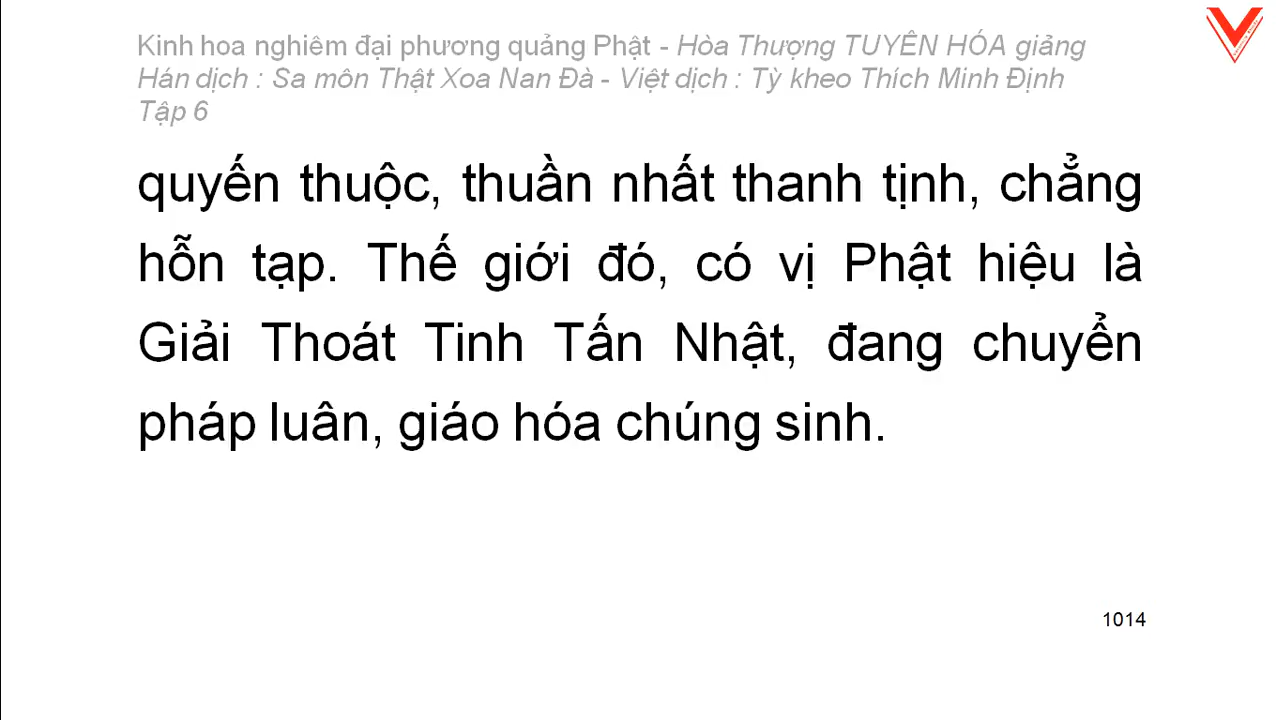 Kinh hoa nghiêm đại phương quảng Phật - Hòa Thượng TUYÊN HÓA giảng
Hán dịch : Sa môn Thật Xoa Nan Đà - Việt dịch : Tỳ kheo Thích Minh Định
Tập 6
quyến thuộc, thuần nhất thanh tịnh, chẳng
hỗn tạp. Thế giới đó, có vị Phật hiệu là
Giải Thoát Tinh Tấn Nhật, đang chuyển
pháp luân, giáo hóa chúng sinh.
1014